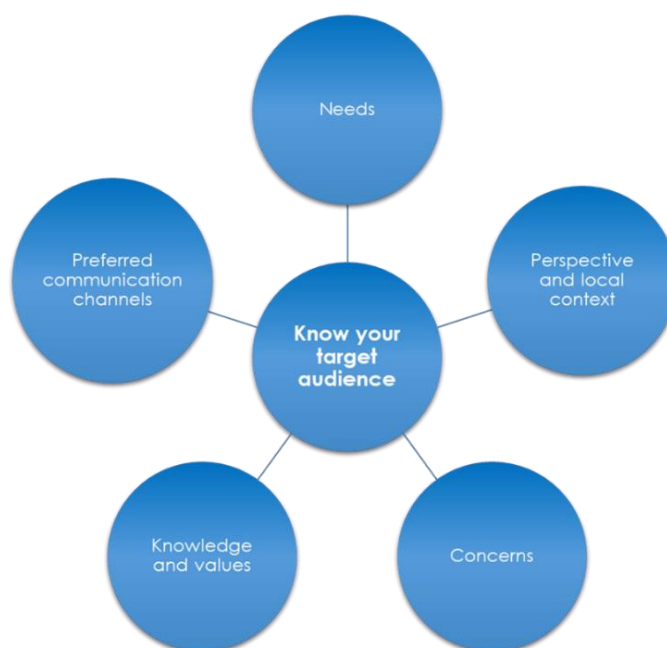 Needs
Perspective
and local
context
Concerns
Knowledge
and values
Preferred
communication
channels
Know your
target
audience